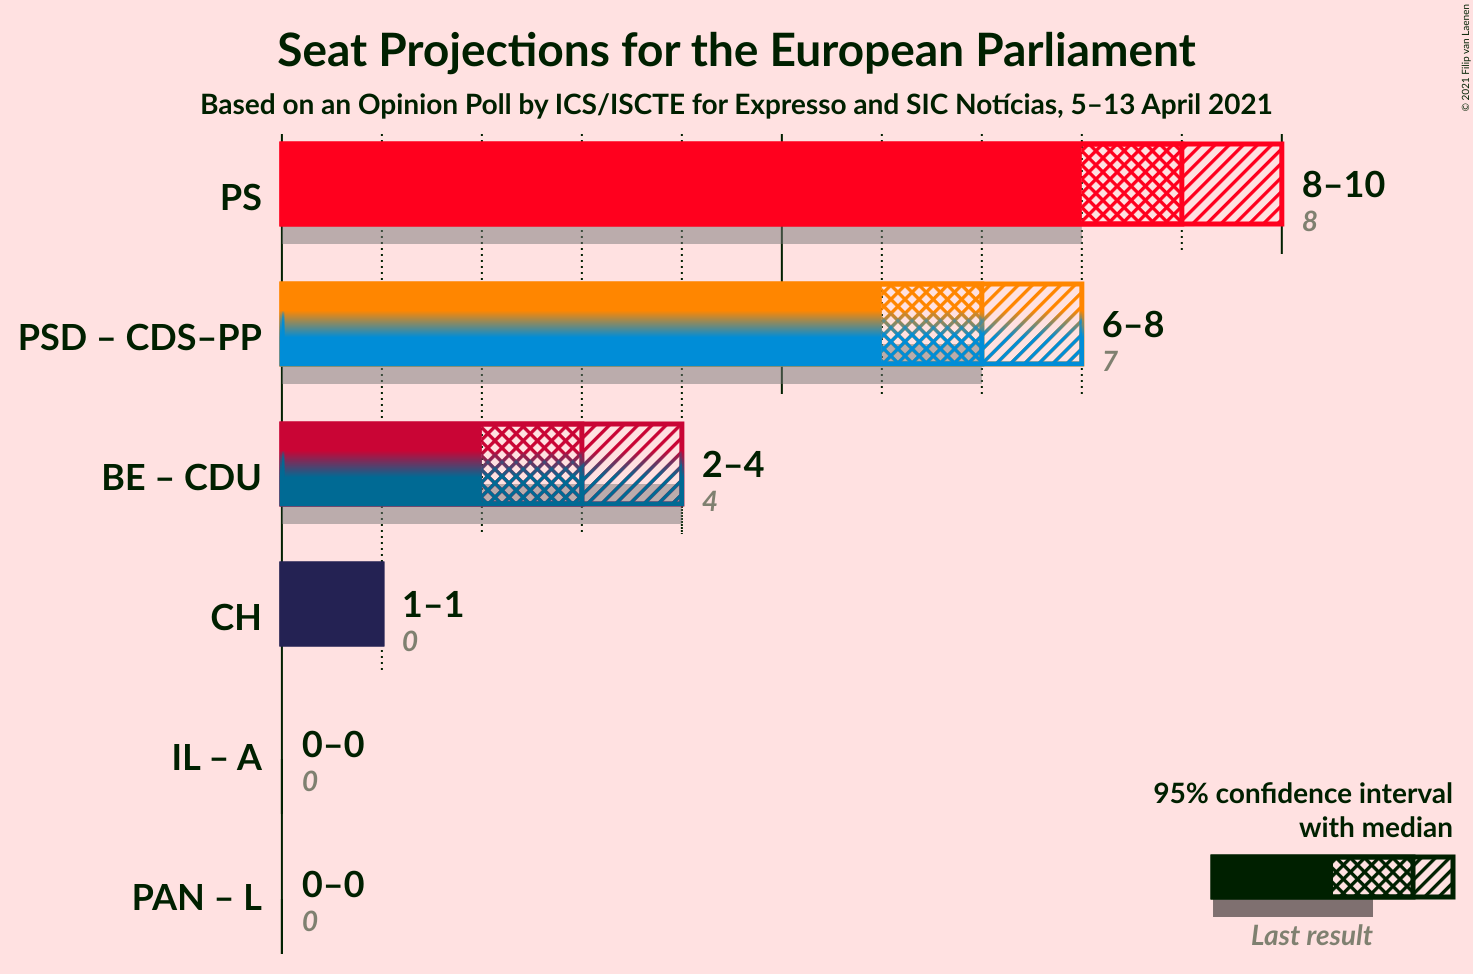 Seat Projections for the European Parliament
Based on an Opinion Poll by ICS/ISCTE for Expresso and SIC Notícias, 5–13 April 2021
© 2021 Filip van Laenen
PS
8–10
8
PSD – CDS–PP
6–8
7
BE – CDU
2–4
4
CH
1–1
0
IL – A
0–0
0
PAN – L
0–0
0
95% confidence interval
with median
Last result